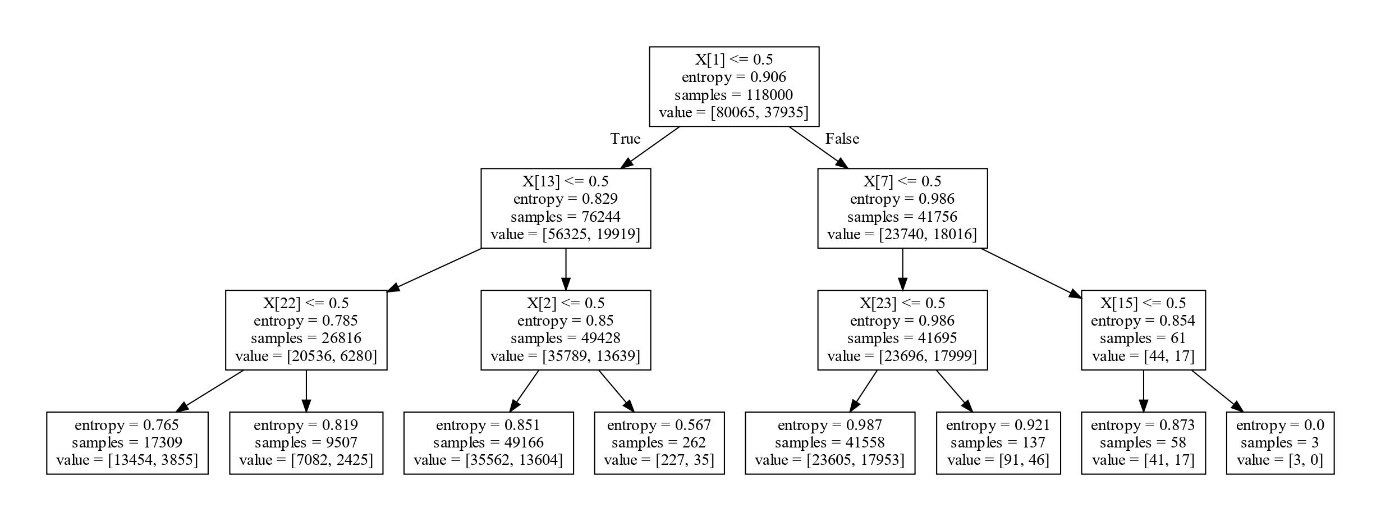 X[1] <= 0.5
entropy = 0.906
samples = 118000
value = [80065, 37935]
True
False
X[13] <= 0.5
entropy = 0.829
samples = 76244
value = [56325, 19919]
X[7] <= 0.5
entropy = 0.986
samples = 41756
value = [23740, 18016]
X[22] <= 0.5
entropy = 0.785
samples = 26816
value = [20536, 6280]
X[2] <= 0.5
entropy = 0.85
samples = 49428
value = [35789, 13639]
X[23] <= 0.5
entropy = 0.986
samples = 41695
value = [23696, 17999]
X[15] <= 0.5
entropy = 0.854
samples = 61
value = [44, 17]
entropy = 0.765
samples = 17309
value = [13454, 3855]
entropy = 0.819
samples = 9507
value = [7082, 2425]
entropy = 0.851
samples = 49166
value = [35562, 13604]
entropy = 0.567
samples = 262
value = [227, 35]
entropy = 0.987
samples = 41558
value = [23605, 17953]
entropy = 0.921
samples = 137
value = [91, 46]
entropy = 0.873
samples = 58
value = [41, 17]
entropy = 0.0
samples = 3
value = [3, 0]